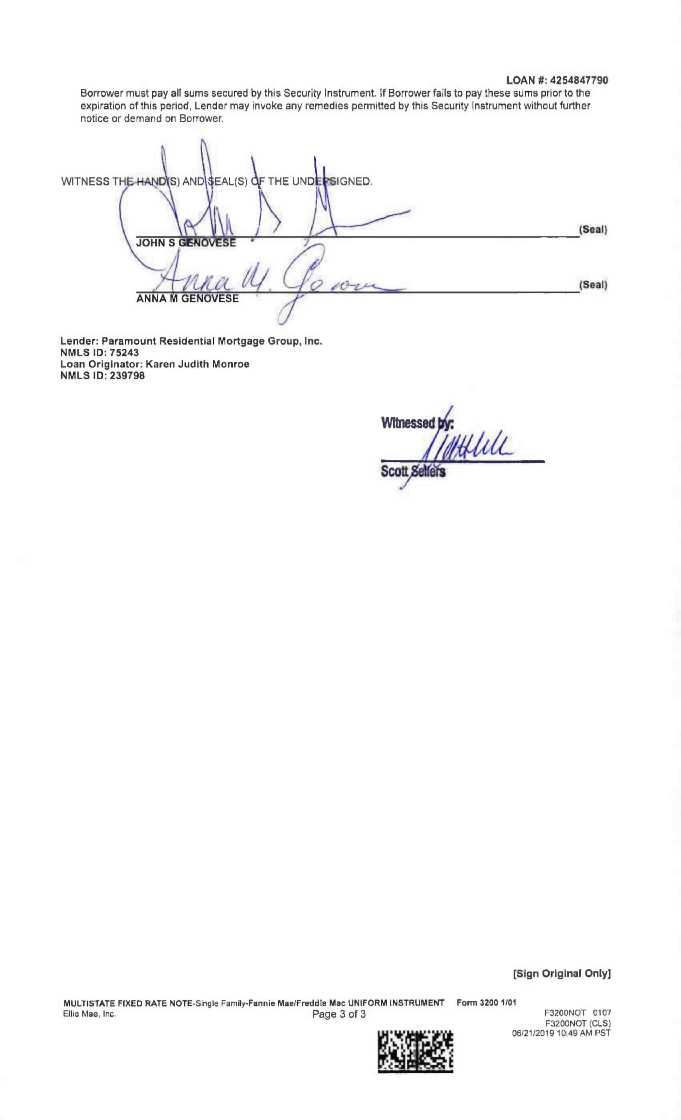 LOAN #: 4254847790
Borrower must pay all sums secured by this Security Instrument. If Borrower fails to pay these sums prior to the
expiration of this period, Lender may invoke any remedies permitted by this Security Instrument without further
notice or demand on Borrower.
WITNESS THE HAND(S) AND SEAL(S) OF THE UNDERSIGNED.
John S
(Seal)
JOHN S GENOVESE
Anna M.
(Seal)
ANNA M GENOVESE
Lender: Paramount Residential Mortgage Group, Inc.
NMLS ID: 75243
Loan Originator: Karen Judith Monroe
NMLS ID: 239798
Witnessed by:
Scott Sellers
[Sign Original Only]
MULTISTATE FIXED RATE NOTE-Single Family-Fannie Mae/Freddie Mac UNIFORM INSTRUMENT Form 3200 1/01
Ellie Mae, Inc. Page 3 of 3 F3200NOT 0107
F3200NOT (CLS)
06/21/2019 10:49 AM PST